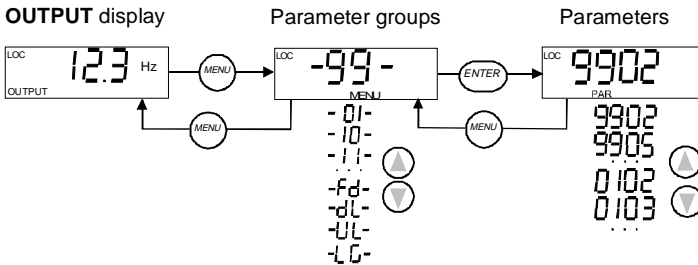 OUTPUT display
Parameter groups
Parameters
LOC
12.3 Hz
OUTPUT
MENU
MENU
LOC
-99-
MENU
-01-
-10-
-11-
...
-Fd-
-dL-
-UL-
-LG-
ENTER
MENU
LOC
9902
PAR
9902
9905
...
0102
0103
...